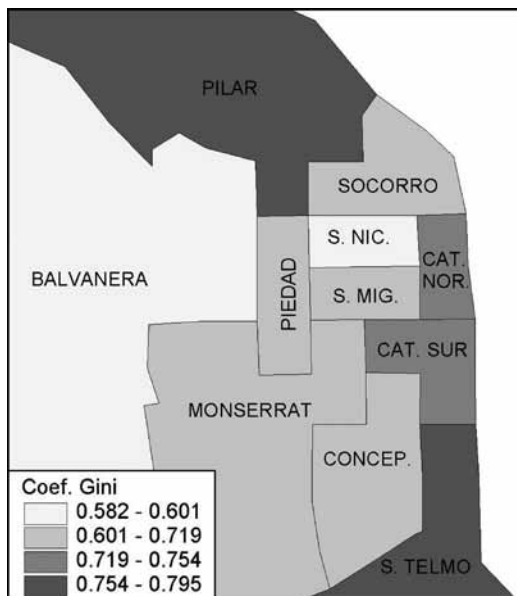 PILAR
SOCORRO
S. NIC.
CAT.
NOR.
BALVANERA
PIEDAD
S. MIG.
CAT. SUR
MONSERRAT
CONCEP.
S. TELMO
Coef. Gini
0.582 - 0.601
0.601 - 0.719
0.719 - 0.754
0.754 - 0.795